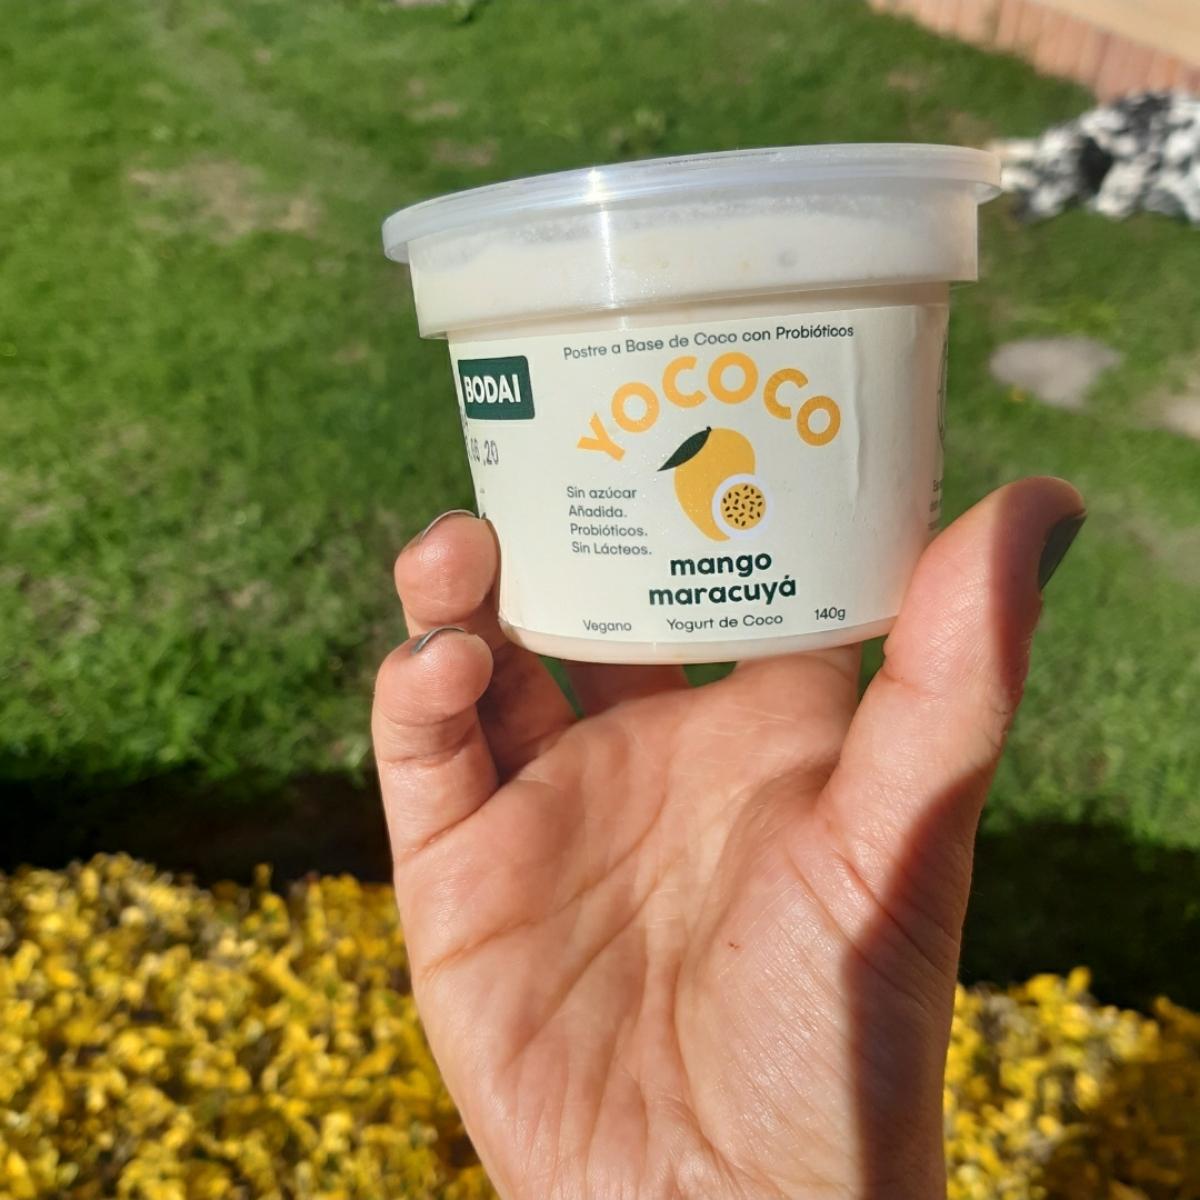 Postre a Base de Coco con Probióticos
BODAI
YOCOCO
Sin azúcar
Añadida.
Probióticos.
Sin Lácteos.
mango
maracuyá
Vegano Yogurt de Coco 140g